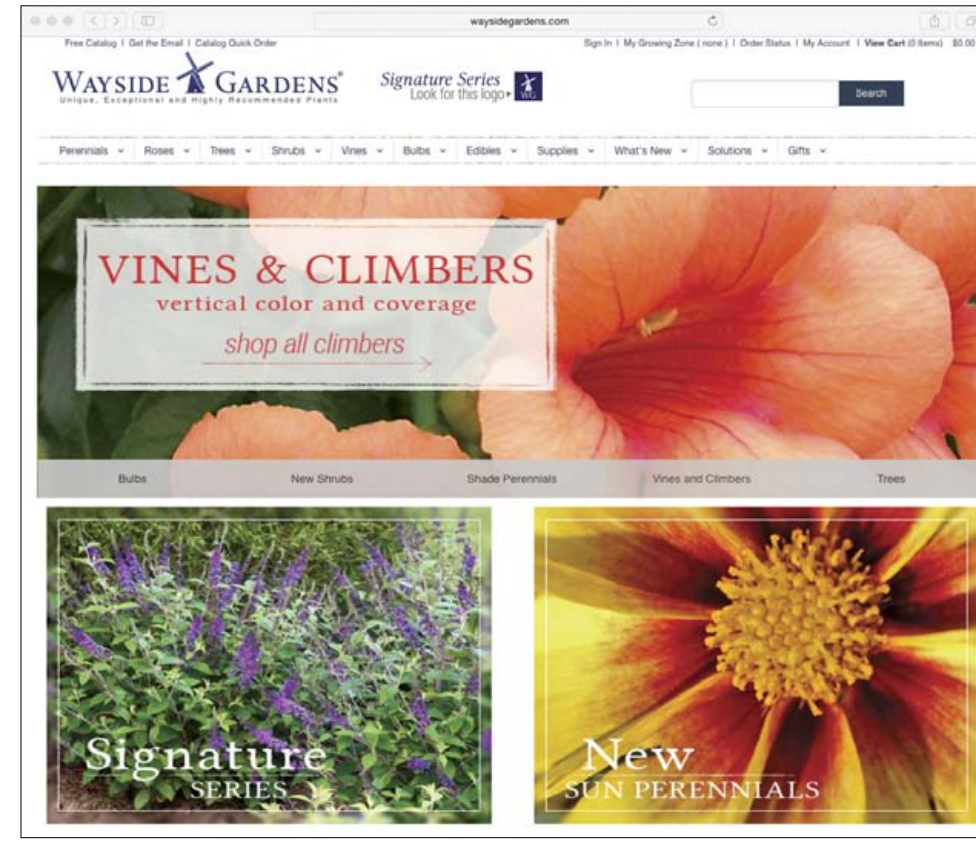 waysidegardens.com
Free Catalog | Get the Email | Catalog Quick Order
Sign In | My Growing Zone ( none ) | Order Status | My Account | View Cart (0 Items) $0.00
WAYSIDE GARDENS®
Unique, Exceptional and Highly Recommended Plants
Signature Series
Look for this logo
WG
Search
Perennials Roses Trees Shrubs Vines Bulbs Edibles Supplies What's New Solutions Gifts
VINES & CLIMBERS
vertical color and coverage
shop all climbers
Bulbs New Shrubs Shade Perennials Vines and Climbers Trees
Signature
SERIES
New
SUN PERENNIALS